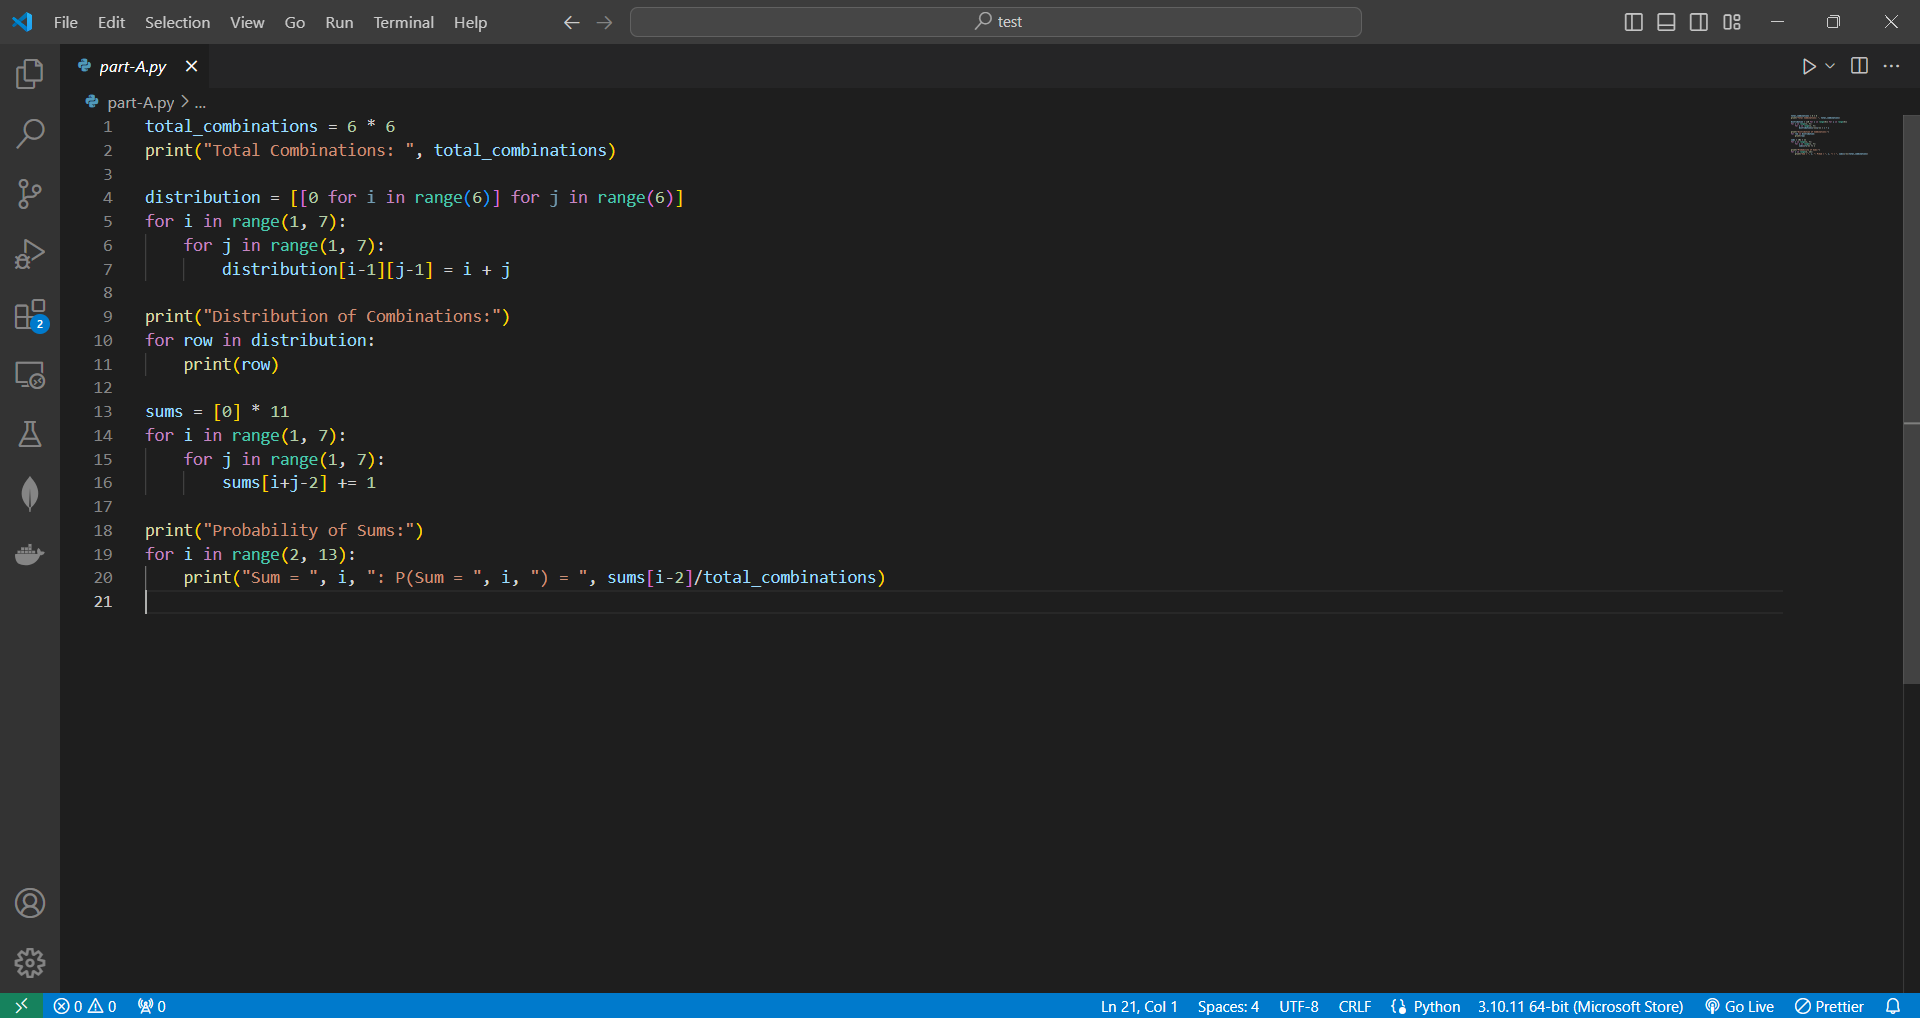 File Edit Selection View Go Run Terminal Help test
part-A.py
part-A.py > ...
1 total_combinations = 6 * 6
2 print("Total Combinations: ", total_combinations)
3
4 distribution = [[0 for i in range(6)] for j in range(6)]
5 for i in range(1, 7):
6     for j in range(1, 7):
7         distribution[i-1][j-1] = i + j
8
9 print("Distribution of Combinations:")
10 for row in distribution:
11     print(row)
12
13 sums = [0] * 11
14 for i in range(1, 7):
15     for j in range(1, 7):
16         sums[i+j-2] += 1
17
18 print("Probability of Sums:")
19 for i in range(2, 13):
20     print("Sum = ", i, ": P(Sum = ", i, ") = ", sums[i-2]/total_combinations)
21
2
0 0 0 Ln 21, Col 1 Spaces: 4 UTF-8 CRLF Python 3.10.11 64-bit (Microsoft Store) Go Live Prettier